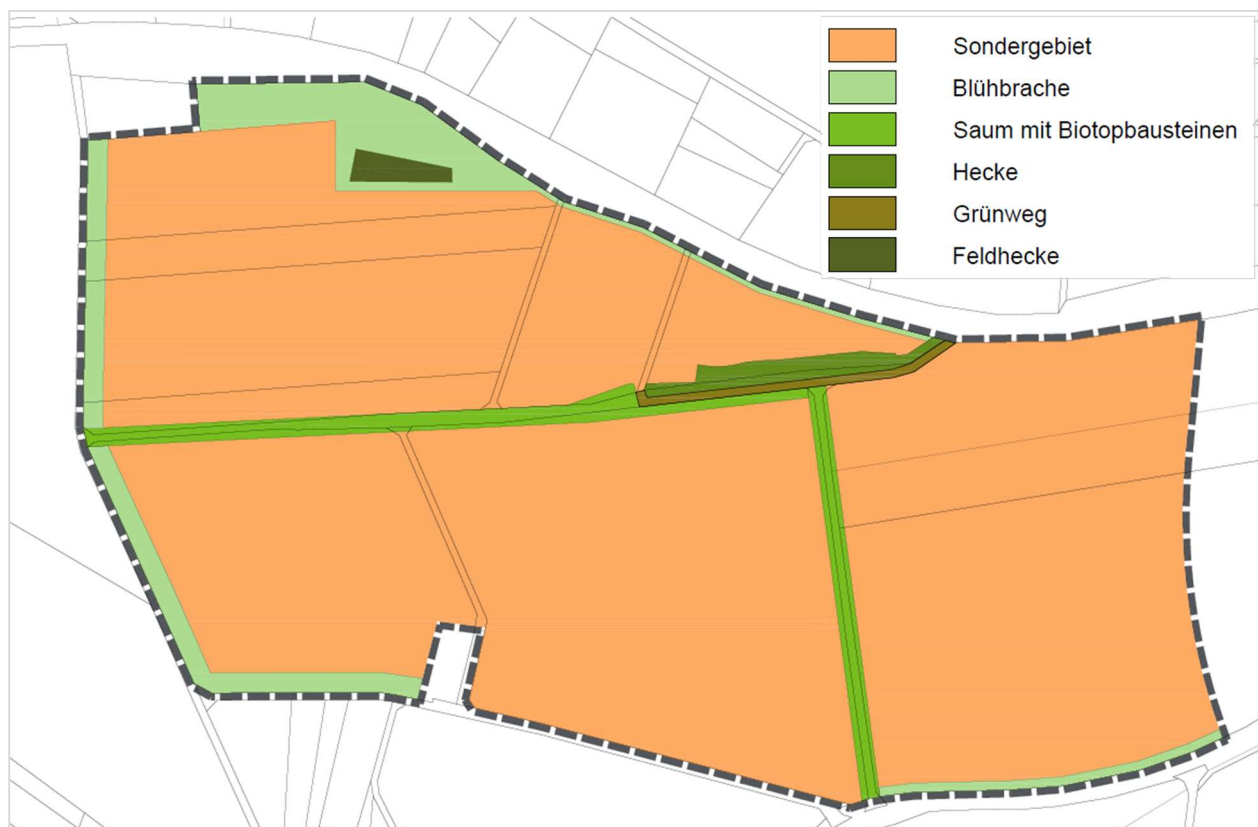 Sondergebiet
Blühbrache
Saum mit Biotopbausteinen
Hecke
Grünweg
Feldhecke